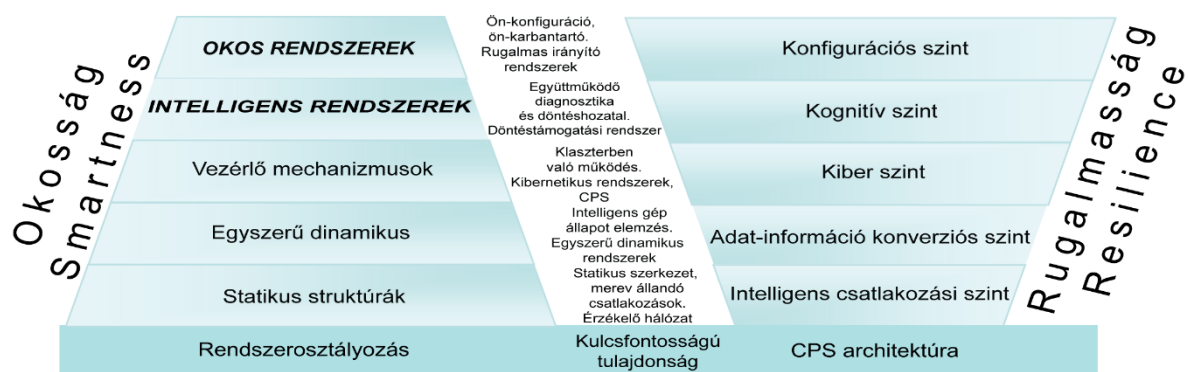 Okosság
Smartness
OKOS RENDSZEREK
INTELLIGENS RENDSZEREK
Vezérlő mechanizmusok
Egyszerű dinamikus
Statikus struktúrák
Rendszerosztályozás
Ön-konfiguráció,
ön-karbantartó.
Rugalmas irányító
rendszerek
Együttműködő
diagnosztika
és döntéshozatal.
Döntéstámogatási rendszer
Klaszterben
való működés.
Kibernetikus rendszerek,
CPS
Intelligens gép
állapot elemzés.
Egyszerű dinamikus
rendszerek
Statikus szerkezet,
merev állandó
csatlakozások.
Érzékelő hálózat
Kulcsfontosságú
tulajdonság
Konfigurációs szint
Kognitív szint
Kiber szint
Adat-információ konverziós szint
Intelligens csatlakozási szint
CPS architektúra
Rugalmasság
Resilience